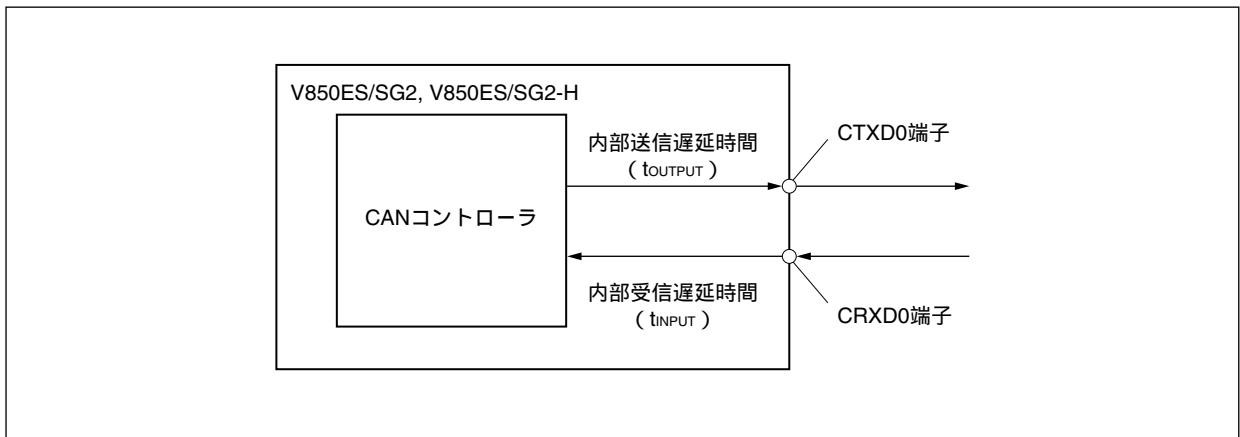 V850ES/SG2, V850ES/SG2-H
CANコントローラ
内部送信遅延時間
（tOUTPUT）
CTXD0端子
内部受信遅延時間
（tINPUT）
CRXD0端子